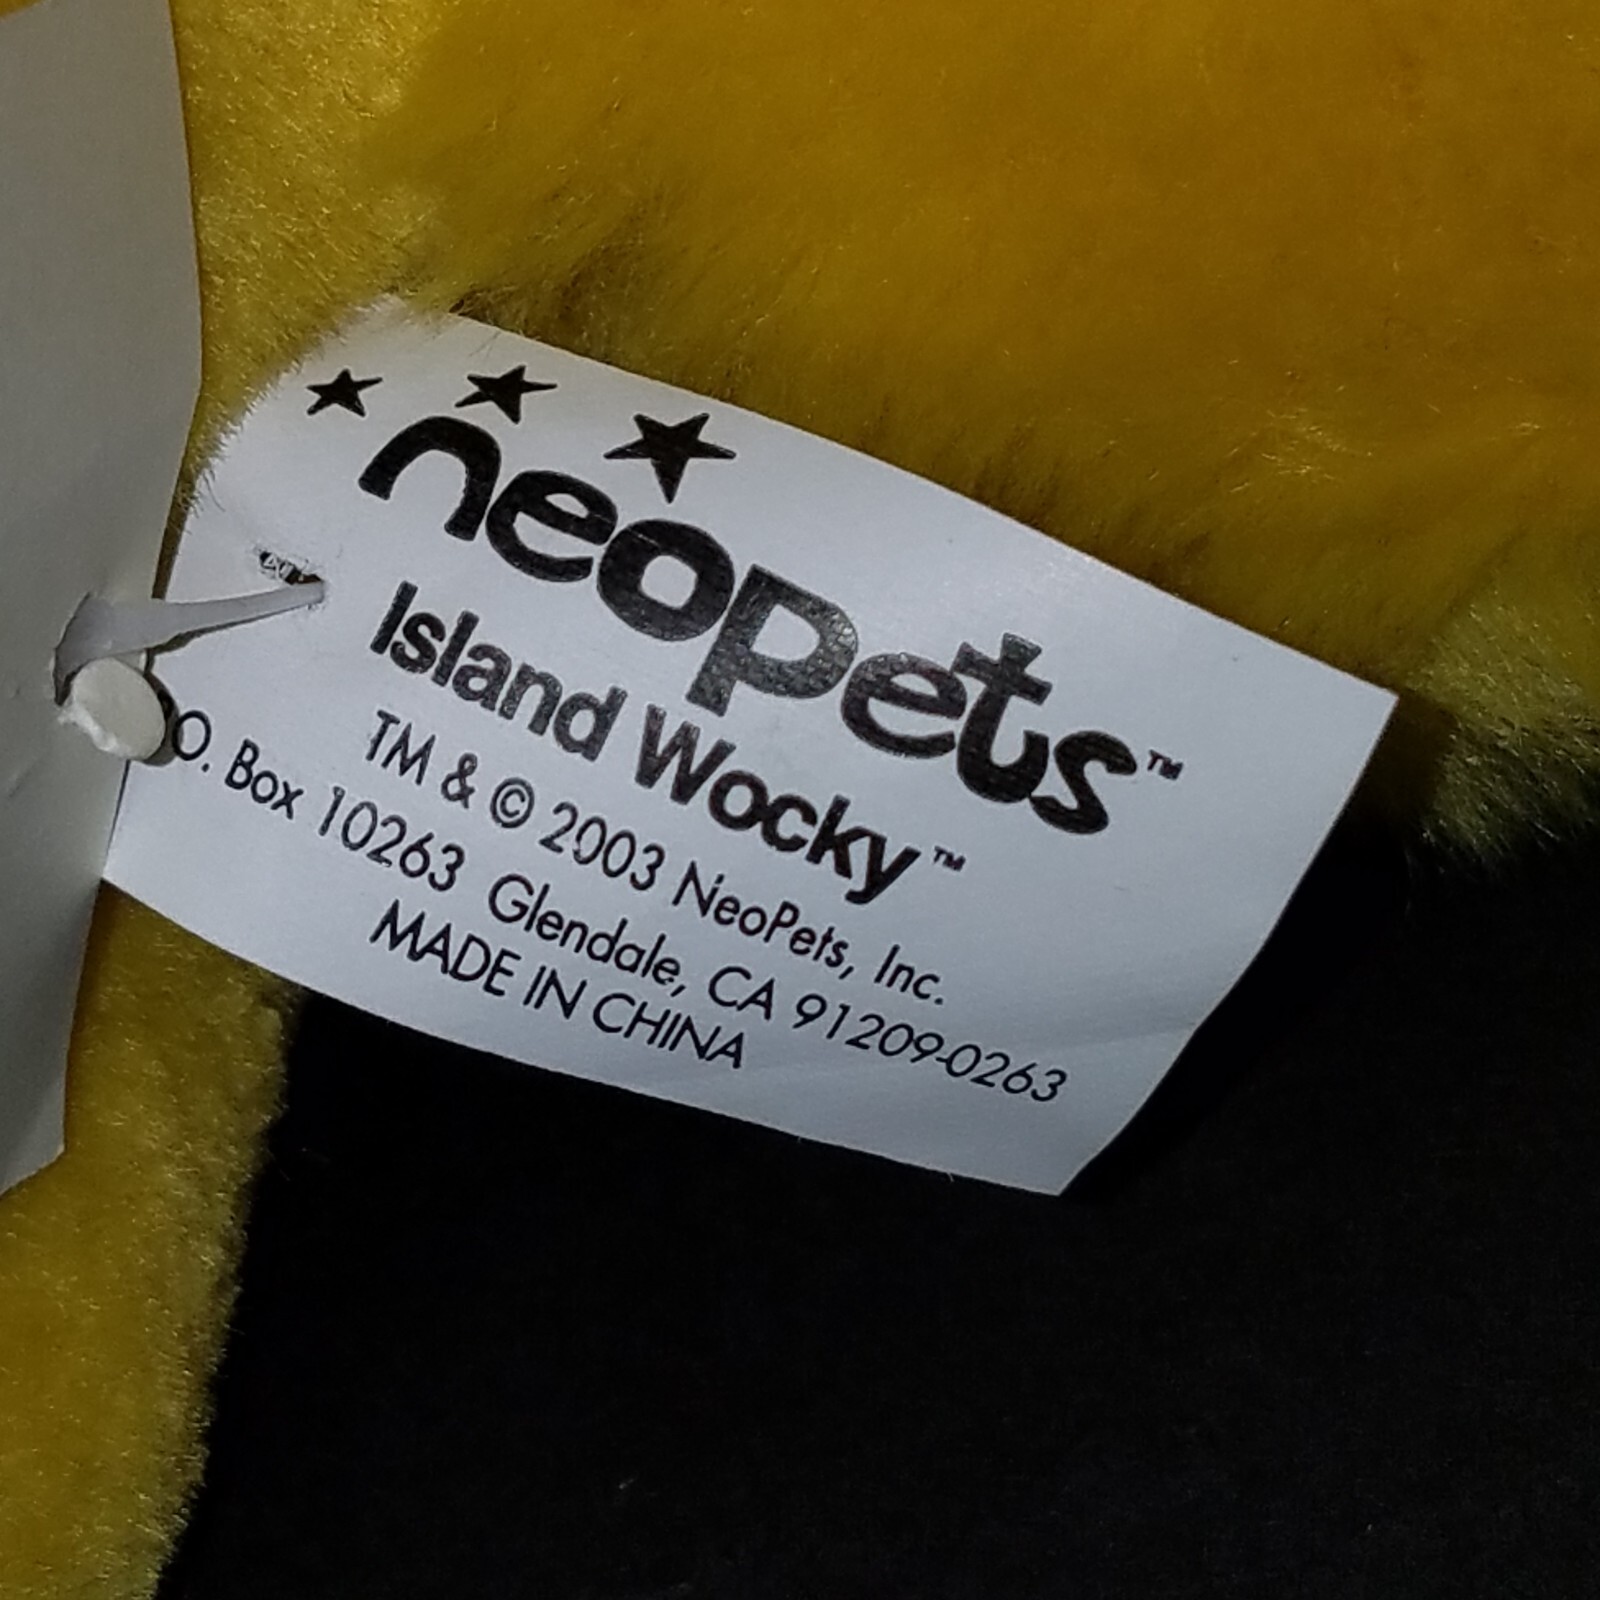 neopets™
Island Wocky™
TM & © 2003 NeoPets, Inc.
O. Box 10263 Glendale, CA 91209-0263
MADE IN CHINA